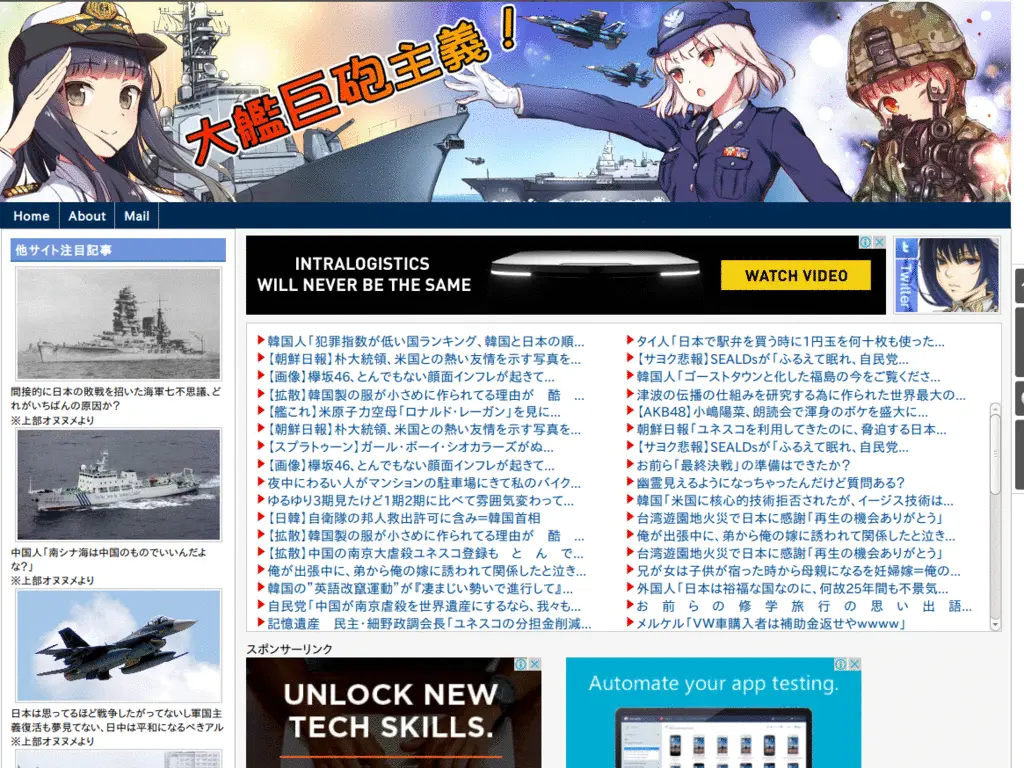 大艦巨砲主義！
Home About Mail
他サイト注目記事
間接的に日本の敗戦を招いた海軍七不思議、ど
れがいちばんの原因か？
※上部オヌヌメより
中国人「南シナ海は中国のものでいいんだよ
な？」
※上部オヌヌメより
日本は思ってるほど戦争したがってないし軍国主
義復活も夢見てない、日中は平和になるべきアル
※上部オヌヌメより
INTRALOGISTICS
WILL NEVER BE THE SAME
WATCH VIDEO
Twitter
韓国人「犯罪指数が低い国ランキング、韓国と日本の順...
【朝鮮日報】朴大統領、米国との熱い友情を示す写真を...
【画像】欅坂46、とんでもない顔面インフレが起きて...
【拡散】韓国製の服が小さめに作られてる理由が　酷　...
【艦これ】米原子力空母「ロナルド・レーガン」を見に...
【朝鮮日報】朴大統領、米国との熱い友情を示す写真を...
【スプラトゥーン】ガール・ボーイ・シオカラーズがぬ...
【画像】欅坂46、とんでもない顔面インフレが起きて...
夜中にわるい人がマンションの駐車場にきて私のバイク...
ゆるゆり3期見たけど1期2期に比べて雰囲気変わって...
【日韓】自衛隊の邦人救出許可に含み＝韓国首相
【拡散】韓国製の服が小さめに作られてる理由が　酷　...
【拡散】中国の南京大虐殺ユネスコ登録も　と　ん　で...
俺が出張中に、弟から俺の嫁に誘われて関係したと泣き...
韓国の”英語改竄運動”が『凄まじい勢いで進行して』...
自民党「中国が南京虐殺を世界遺産にするなら、我々も...
記憶遺産　民主・細野政調会長「ユネスコの分担金削減...
タイ人「日本で駅弁を買う時に1円玉を何十枚も使った...
【サヨク悲報】SEALDsが「ふるえて眠れ、自民党...
韓国人「ゴーストタウンと化した福島の今をご覧くださ...
津波の伝播の仕組みを研究する為に作られた世界最大の...
【AKB48】小嶋陽菜、朗読会で渾身のボケを盛大に...
朝鮮日報「ユネスコを利用してきたのに、脅迫する日本...
【サヨク悲報】SEALDsが「ふるえて眠れ、自民党...
お前ら「最終決戦」の準備はできたか？
幽霊見えるようになっちゃったんだけど質問ある？
韓国「米国に核心的技術拒否されたが、イージス技術は...
台湾遊園地火災で日本に感謝「再生の機会ありがとう」
俺が出張中に、弟から俺の嫁に誘われて関係したと泣き...
台湾遊園地火災で日本に感謝「再生の機会ありがとう」
兄が女は子供が宿った時から母親になるを妊婦嫁＝俺の...
外国人「日本は裕福な国なのに、何故25年間も不景気...
お　前　ら　の　修　学　旅　行　の　思　い　出　語...
メルケル「VW車購入者は補助金返せやwwww」
スポンサーリンク
UNLOCK NEW
TECH SKILLS.
Automate your app testing.